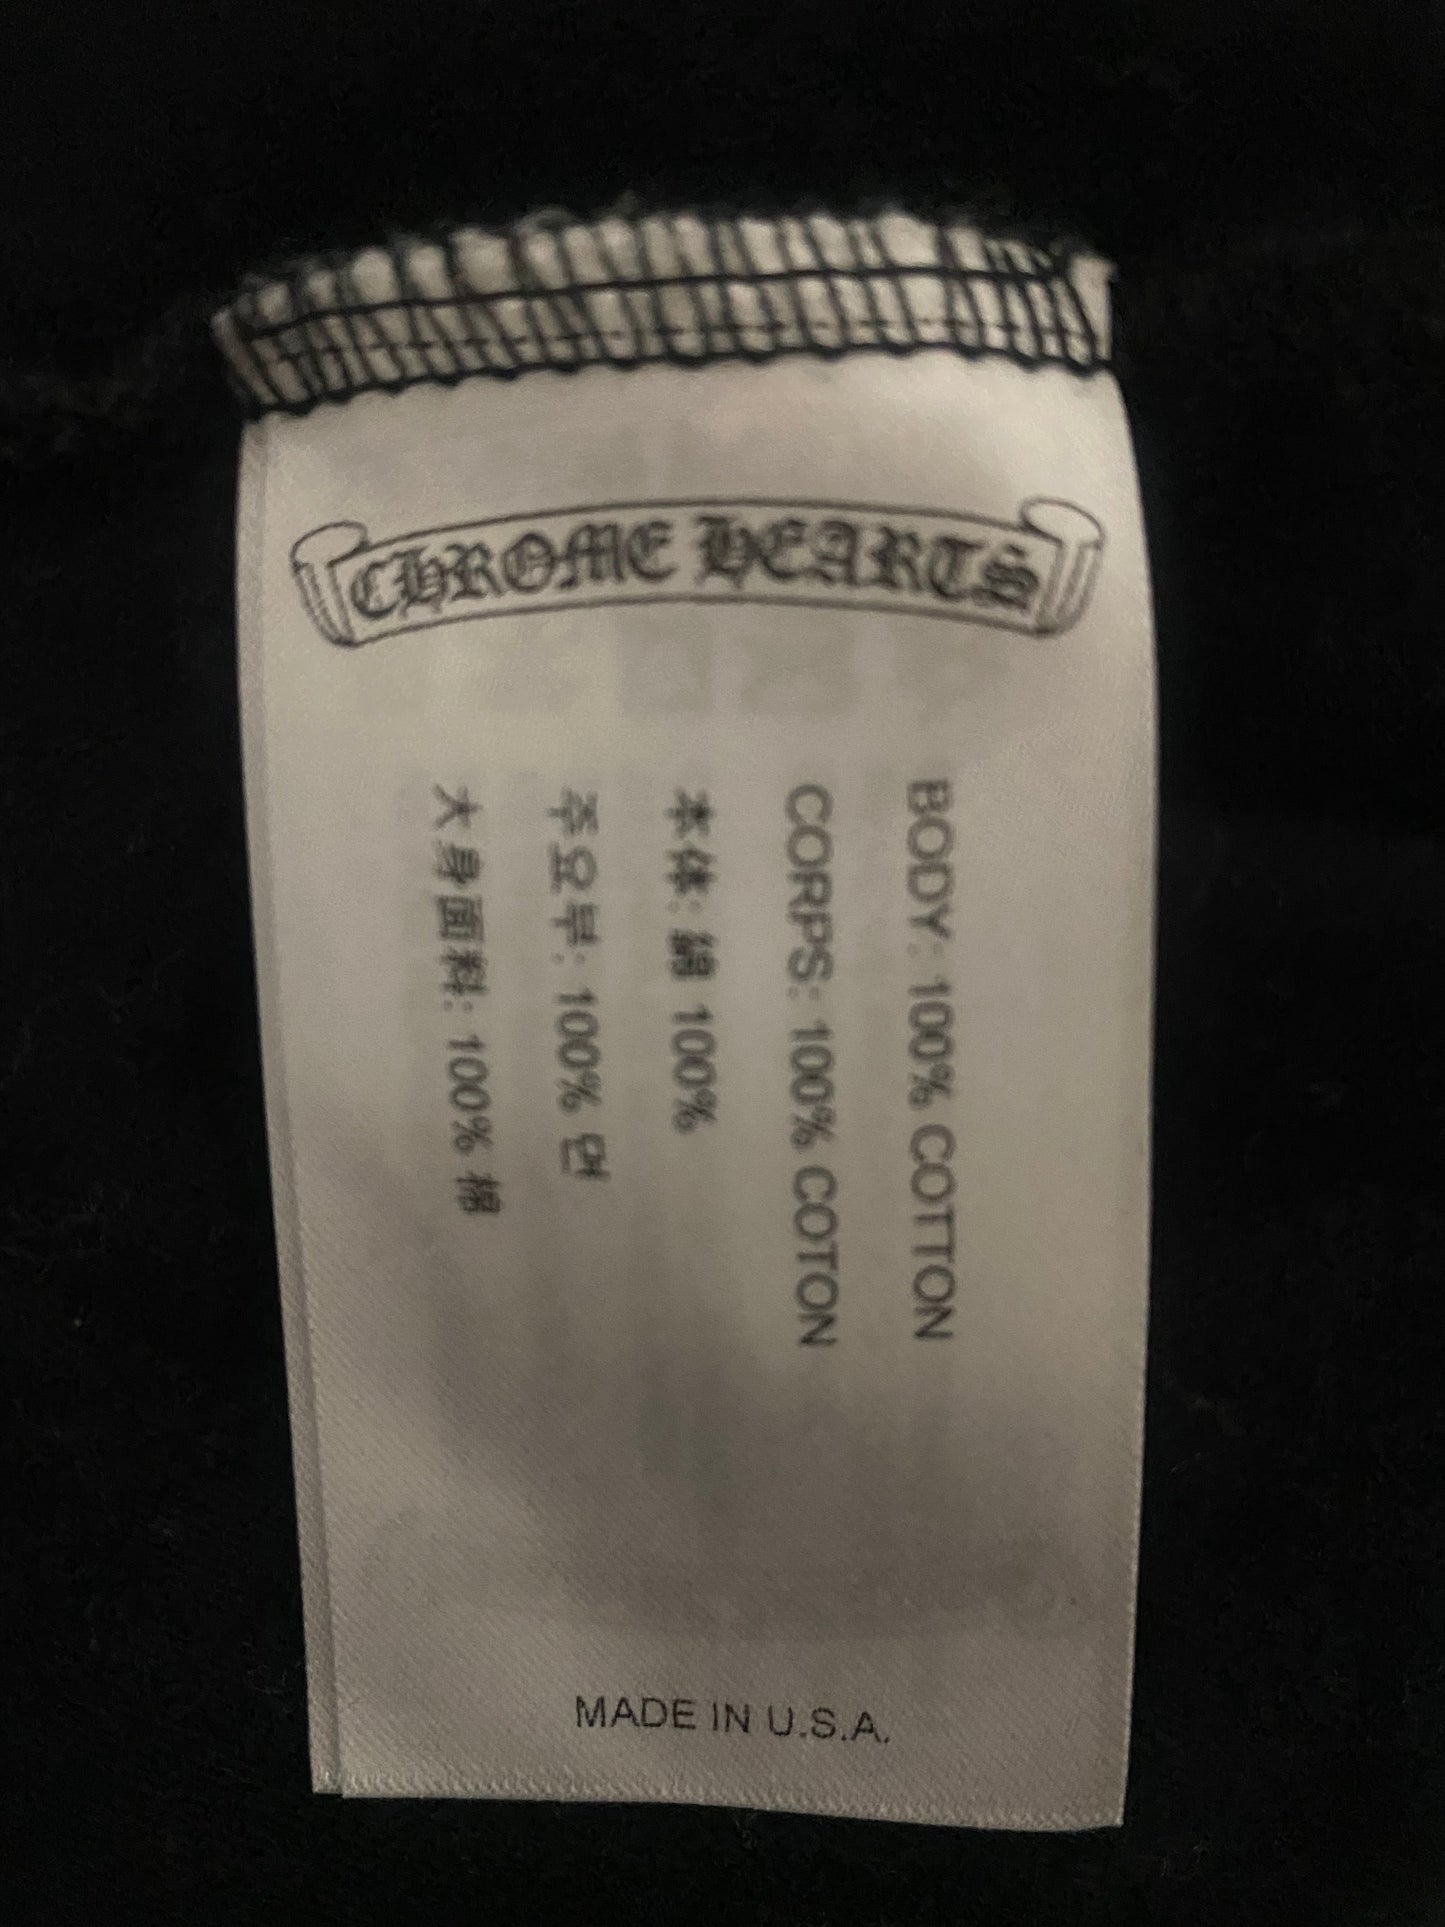 CHROME HEARTS
BODY: 100% COTTON
CORPS: 100% COTON
本体: 綿 100%
주요부: 100% 면
大身面料: 100% 棉
MADE IN U.S.A.